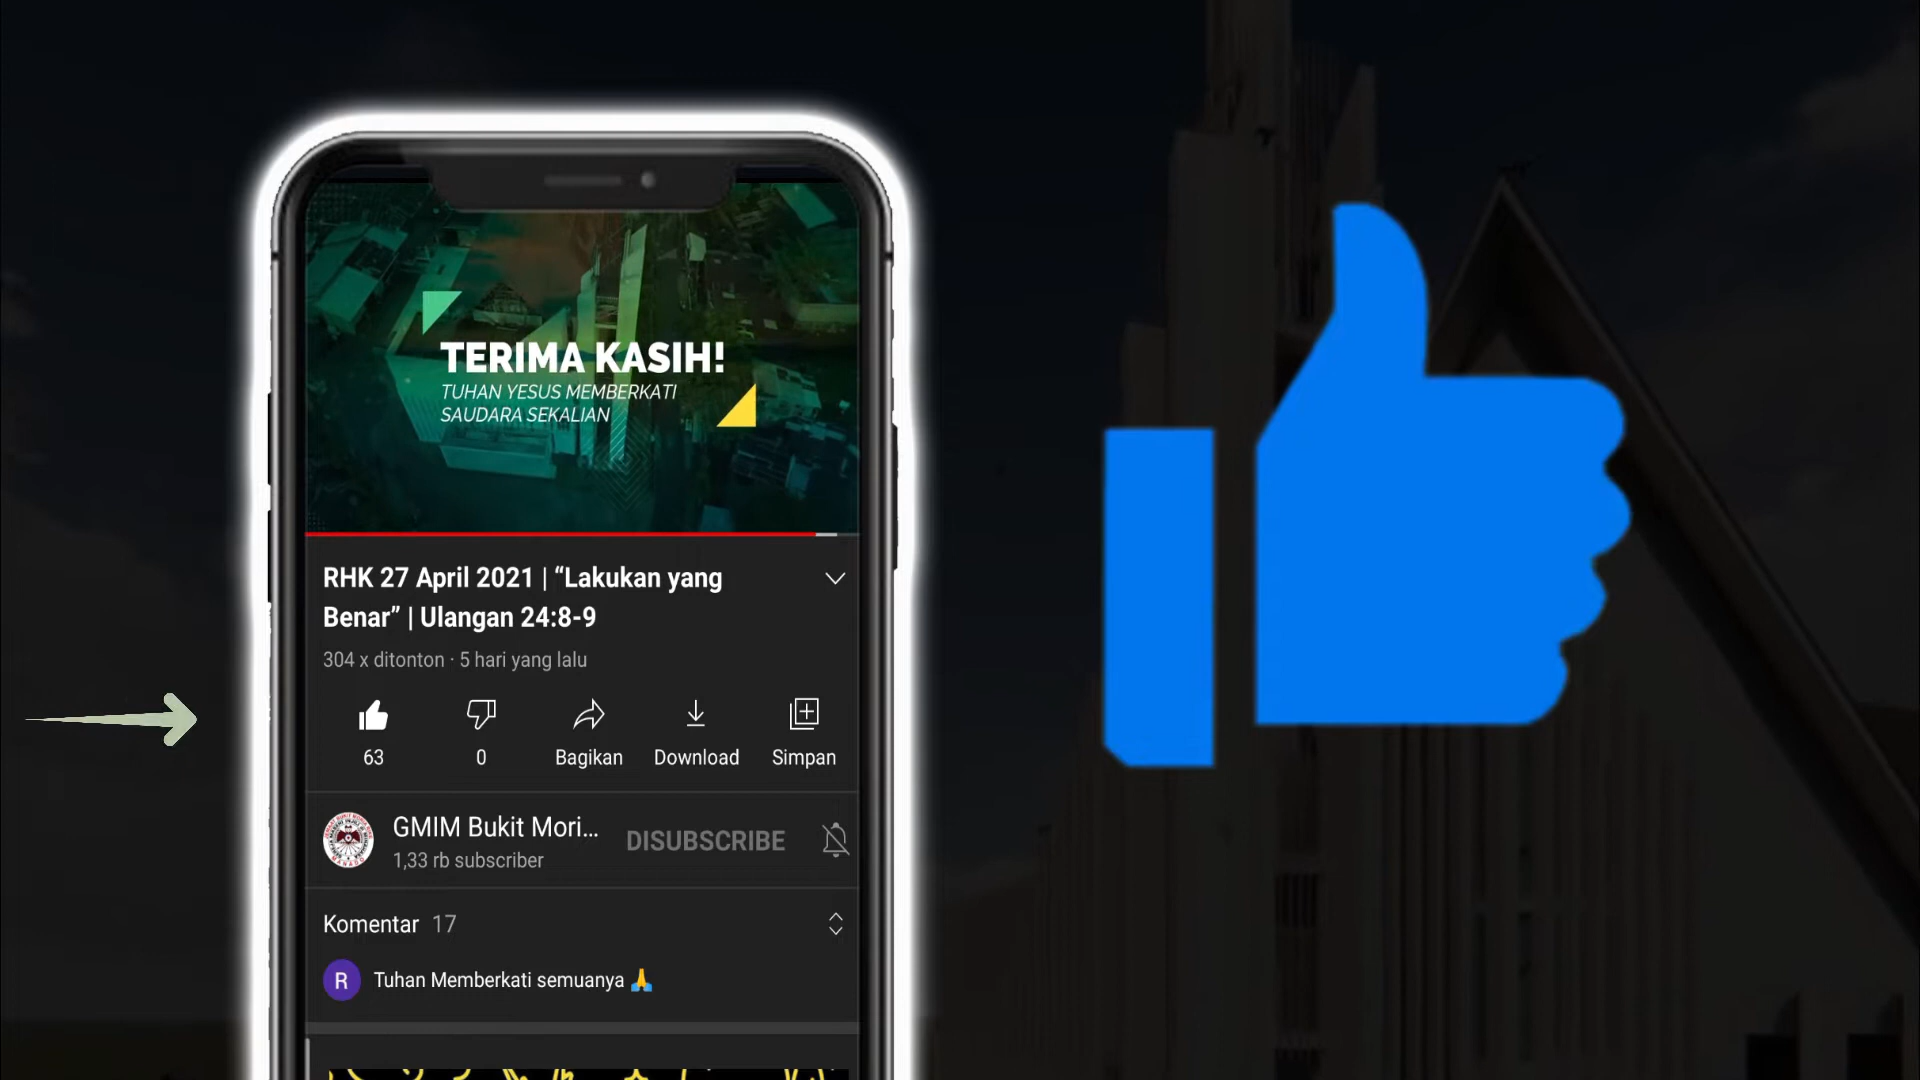 TERIMA KASIH!
TUHAN YESUS MEMBERKATI
SAUDARA SEKALIAN
RHK 27 April 2021 | “Lakukan yang
Benar” | Ulangan 24:8-9
304 x ditonton · 5 hari yang lalu
63
0
Bagikan
Download
Simpan
GMIM Bukit Mori...
DISUBSCRIBE
1,33 rb subscriber
Komentar 17
R
Tuhan Memberkati semuanya 🙏